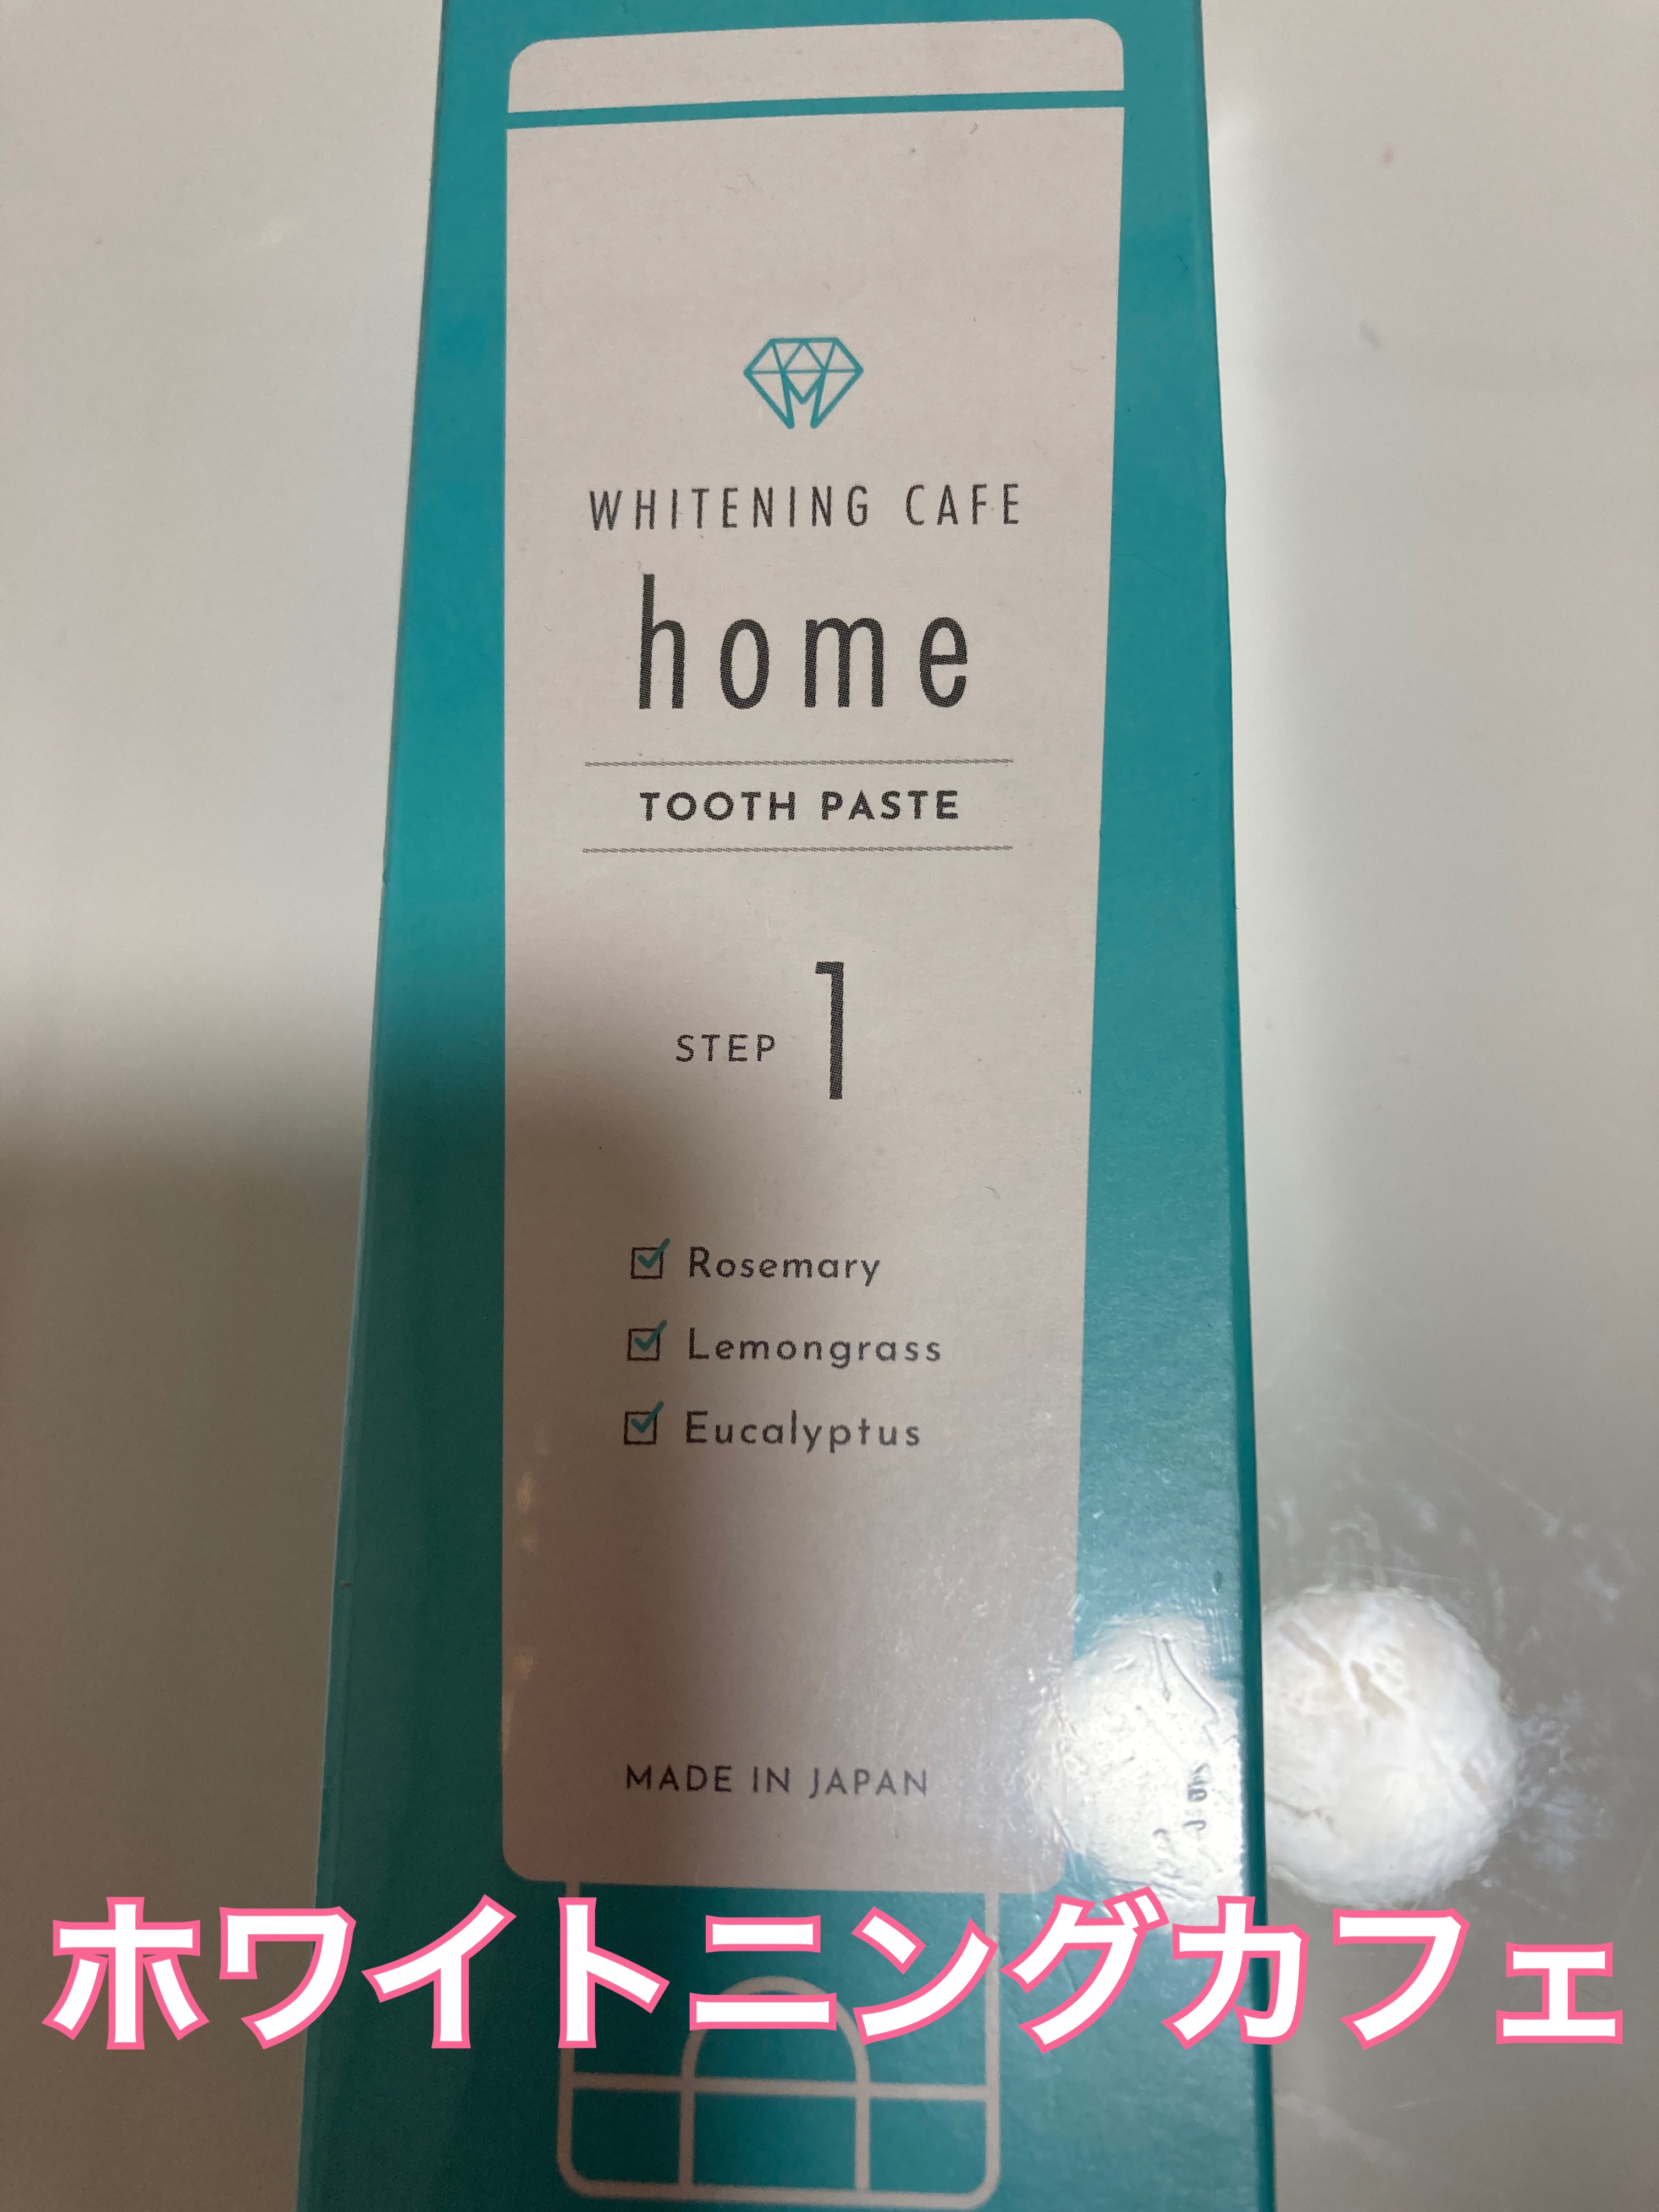 WHITENING CAFE
home
TOOTH PASTE
STEP 1
Rosemary
Lemongrass
Eucalyptus
MADE IN JAPAN
ホワイトニングカフェ